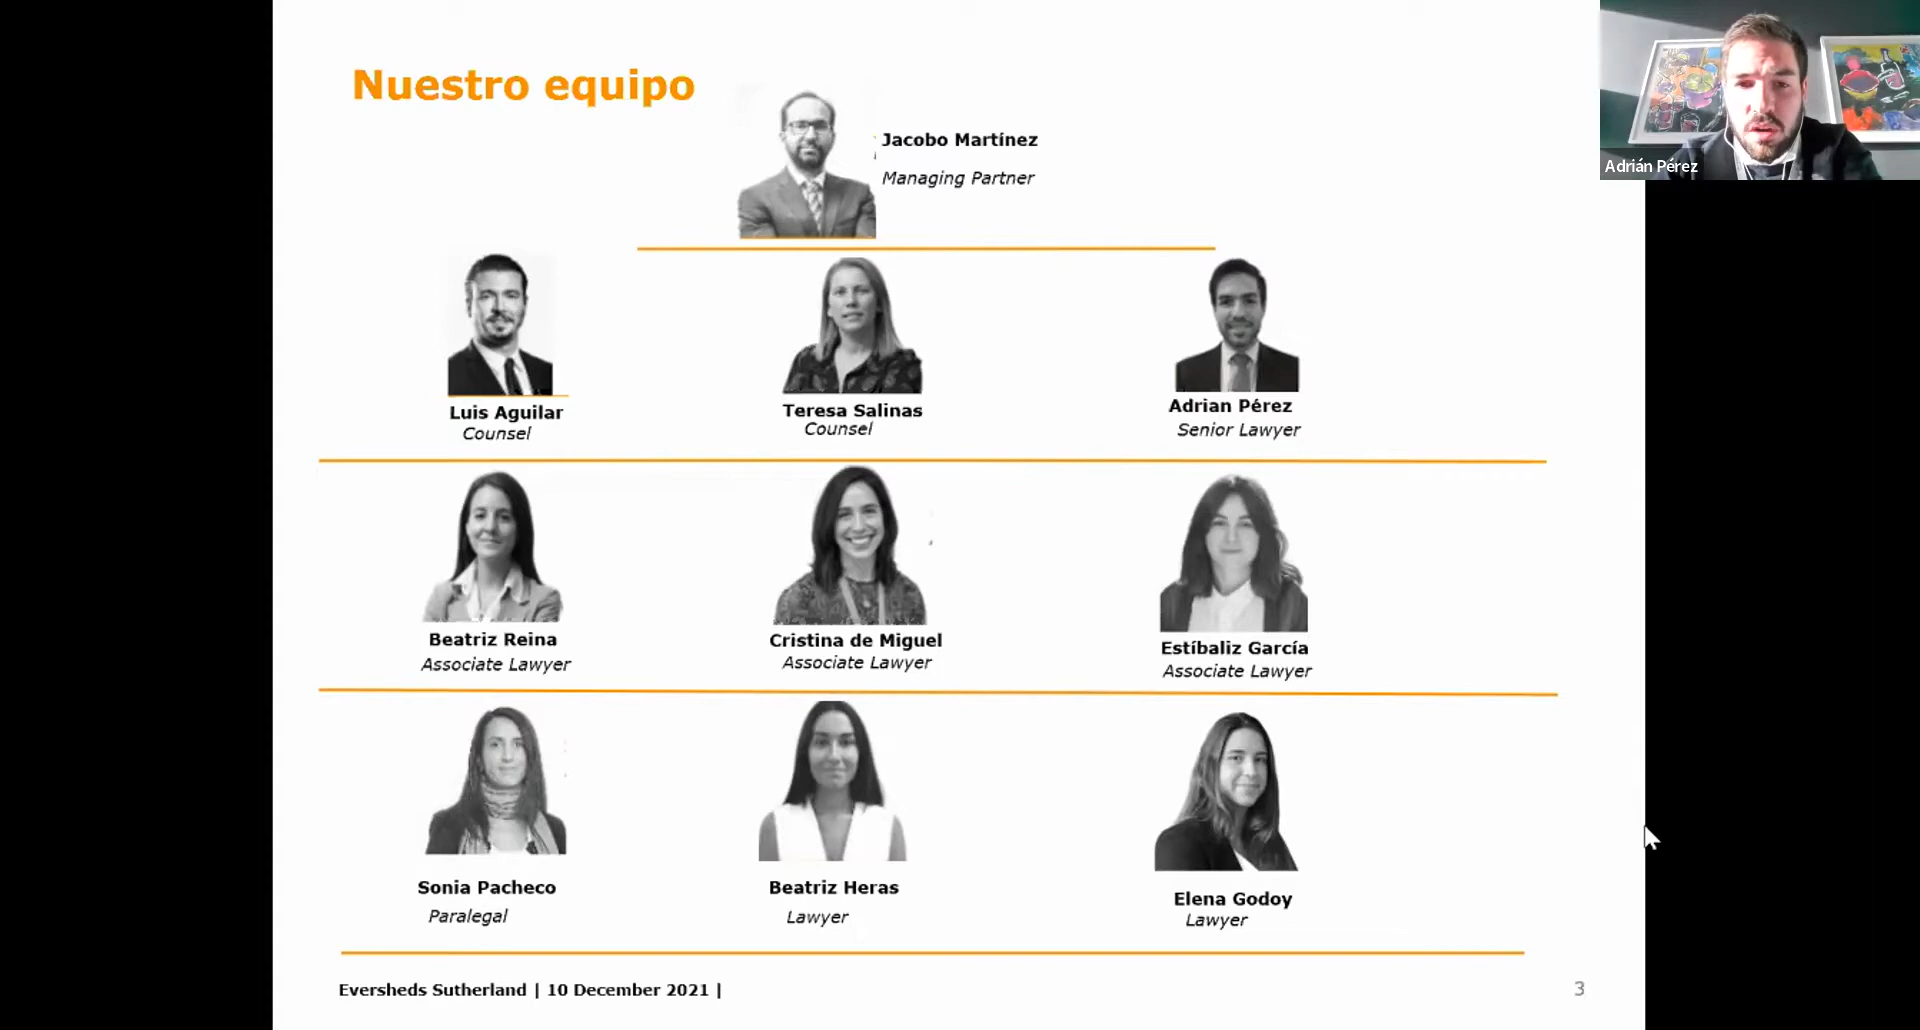 Nuestro equipo
Adrián Pérez
Jacobo Martínez
Managing Partner
Luis Aguilar
Counsel
Teresa Salinas
Counsel
Adrian Pérez
Senior Lawyer
Beatriz Reina
Associate Lawyer
Cristina de Miguel
Associate Lawyer
Estíbaliz García
Associate Lawyer
Sonia Pacheco
Paralegal
Beatriz Heras
Lawyer
Elena Godoy
Lawyer
Eversheds Sutherland | 10 December 2021 |
3